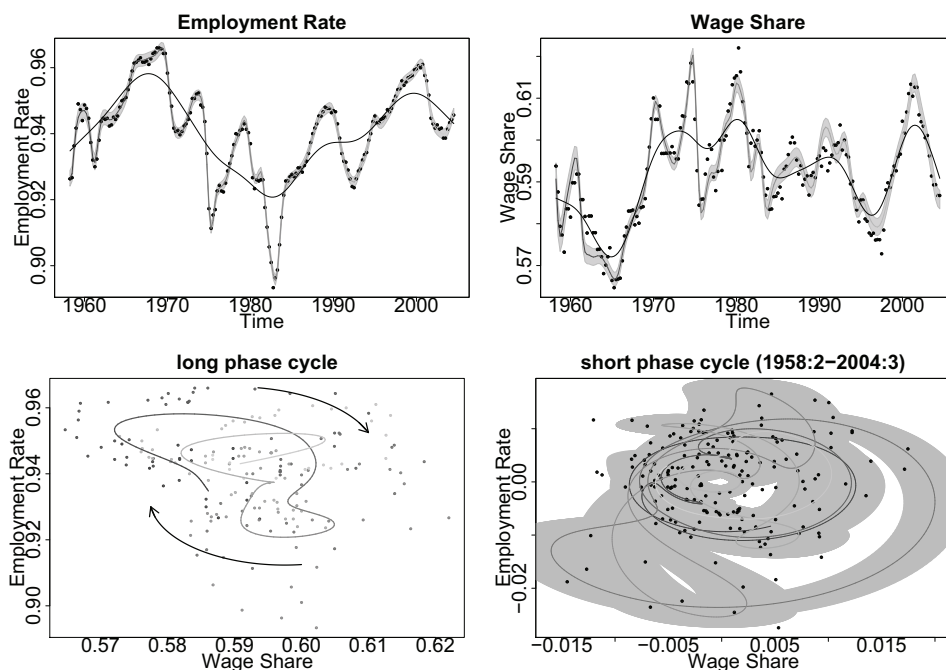 Employment Rate
Wage Share
Employment Rate
0.90 0.92 0.94 0.96
1960 1970 1980 1990 2000
Time
Wage Share
0.57 0.59 0.61
1960 1970 1980 1990 2000
Time
long phase cycle
short phase cycle (1958:2−2004:3)
Employment Rate
0.90 0.92 0.94 0.96
0.57 0.58 0.59 0.60 0.61 0.62
Wage Share
Employment Rate
−0.02 0.00
−0.015 −0.005 0.005 0.015
Wage Share